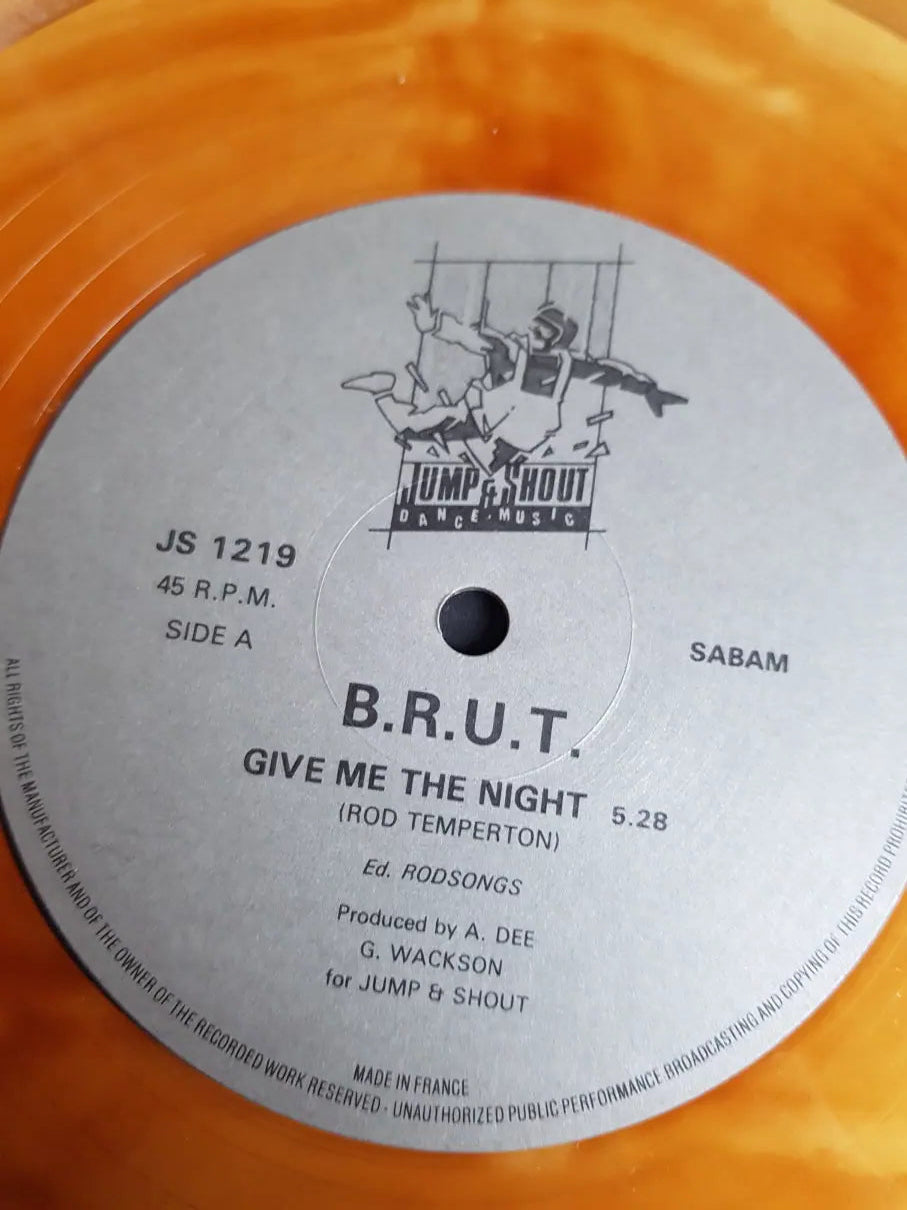 JUMP & SHOUT
DANCE·MUSIC
JS 1219
45 R.P.M.
SIDE A
SABAM
B.R.U.T.
GIVE ME THE NIGHT 5.28
(ROD TEMPERTON)
Ed. RODSONGS
Produced by A. DEE
G. WACKSON
for JUMP & SHOUT
MADE IN FRANCE
ALL RIGHTS OF THE MANUFACTURER AND OF THE OWNER OF THE RECORDED WORK RESERVED · UNAUTHORIZED PUBLIC PERFORMANCE BROADCASTING AND COPYING OF THIS RECORD